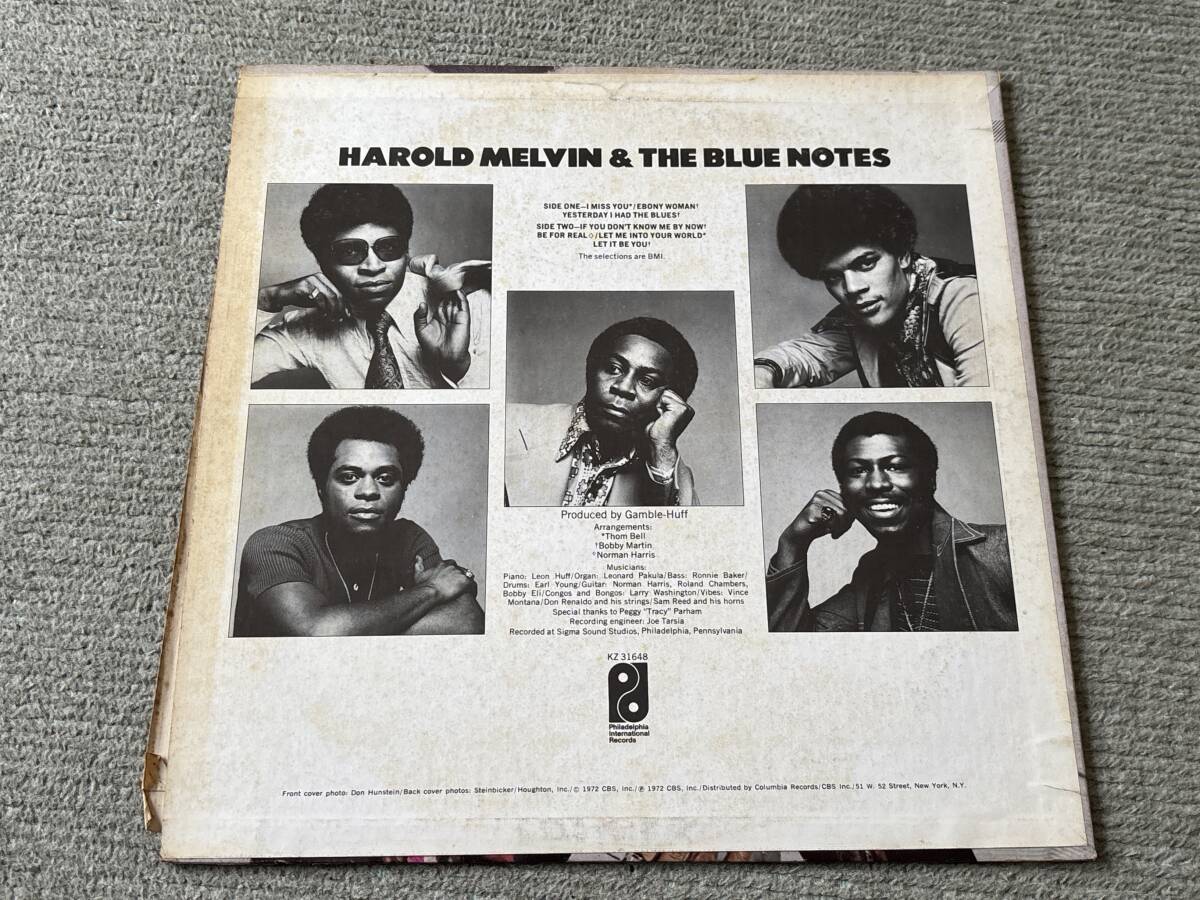 HAROLD MELVIN & THE BLUE NOTES
SIDE ONE—I MISS YOU*/EBONY WOMAN†
YESTERDAY I HAD THE BLUES†
SIDE TWO—IF YOU DON'T KNOW ME BY NOW†
BE FOR REAL◊/LET ME INTO YOUR WORLD*
LET IT BE YOU†
The selections are BMI.
Produced by Gamble-Huff
Arrangements:
*Thom Bell
†Bobby Martin
◊Norman Harris
Musicians:
Piano: Leon Huff/Organ: Leonard Pakula/Bass: Ronnie Baker/
Drums: Earl Young/Guitar: Norman Harris, Roland Chambers,
Bobby Eli/Congos and Bongos: Larry Washington/Vibes: Vince
Montana/Don Renaldo and his strings/Sam Reed and his horns
Special thanks to Peggy "Tracy" Parham
Recording engineer: Joe Tarsia
Recorded at Sigma Sound Studios, Philadelphia, Pennsylvania
KZ 31648
Philadelphia
International
Records
Front cover photo: Don Hunstein/Back cover photos: Steinbicker/Houghton, Inc./© 1972 CBS, Inc./℗ 1972 CBS, Inc./Distributed by Columbia Records/CBS Inc./51 W. 52 Street, New York, N.Y.